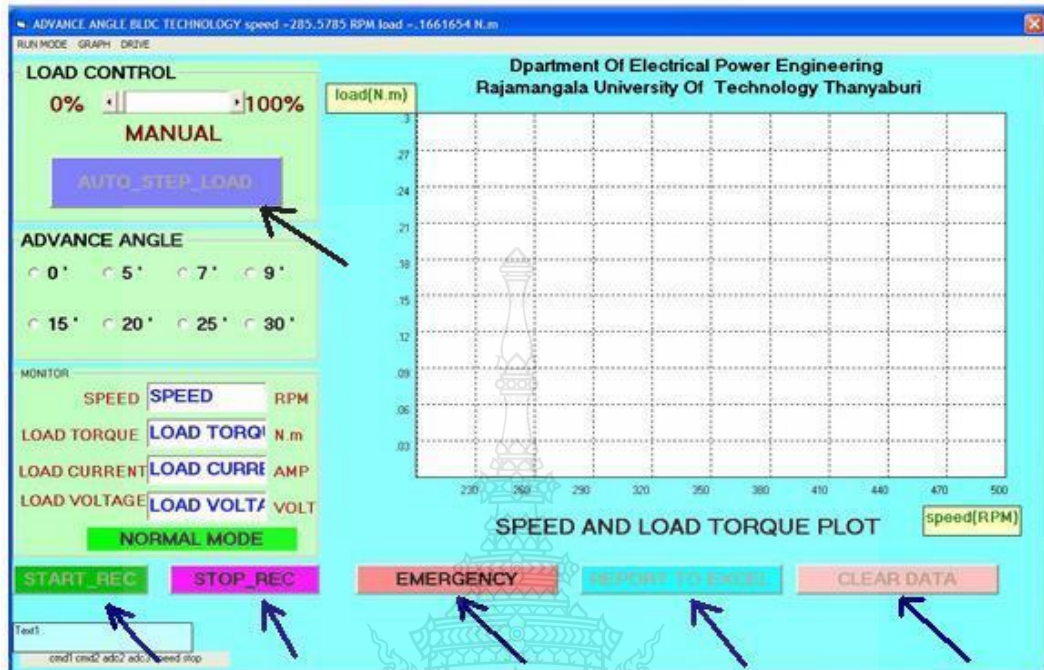 ADVANCE ANGLE BLDC TECHNOLOGY speed -285.5785 RPM load -.1661654 N.m
RUN MODE GRAPH DRIVE
LOAD CONTROL
0% 100%
MANUAL
AUTO_STEP_LOAD
ADVANCE ANGLE
0° 5° 7° 9°
15° 20° 25° 30°
MONITOR
SPEED SPEED RPM
LOAD TORQUE LOAD TORQ N.m
LOAD CURRENT LOAD CURRE AMP
LOAD VOLTAGE LOAD VOLTA VOLT
NORMAL MODE
START_REC STOP_REC
Text1
cmd1 cmd2 adc2 adc3 speed stop
Dpartment Of Electrical Power Engineering
Rajamangala University Of Technology Thanyaburi
load(N.m)
.3
.27
.24
.21
.18
.15
.12
.09
.06
.03
230 260 290 320 350 380 410 440 470 500
speed(RPM)
SPEED AND LOAD TORQUE PLOT
EMERGENCY REPORT TO EXCEL CLEAR DATA